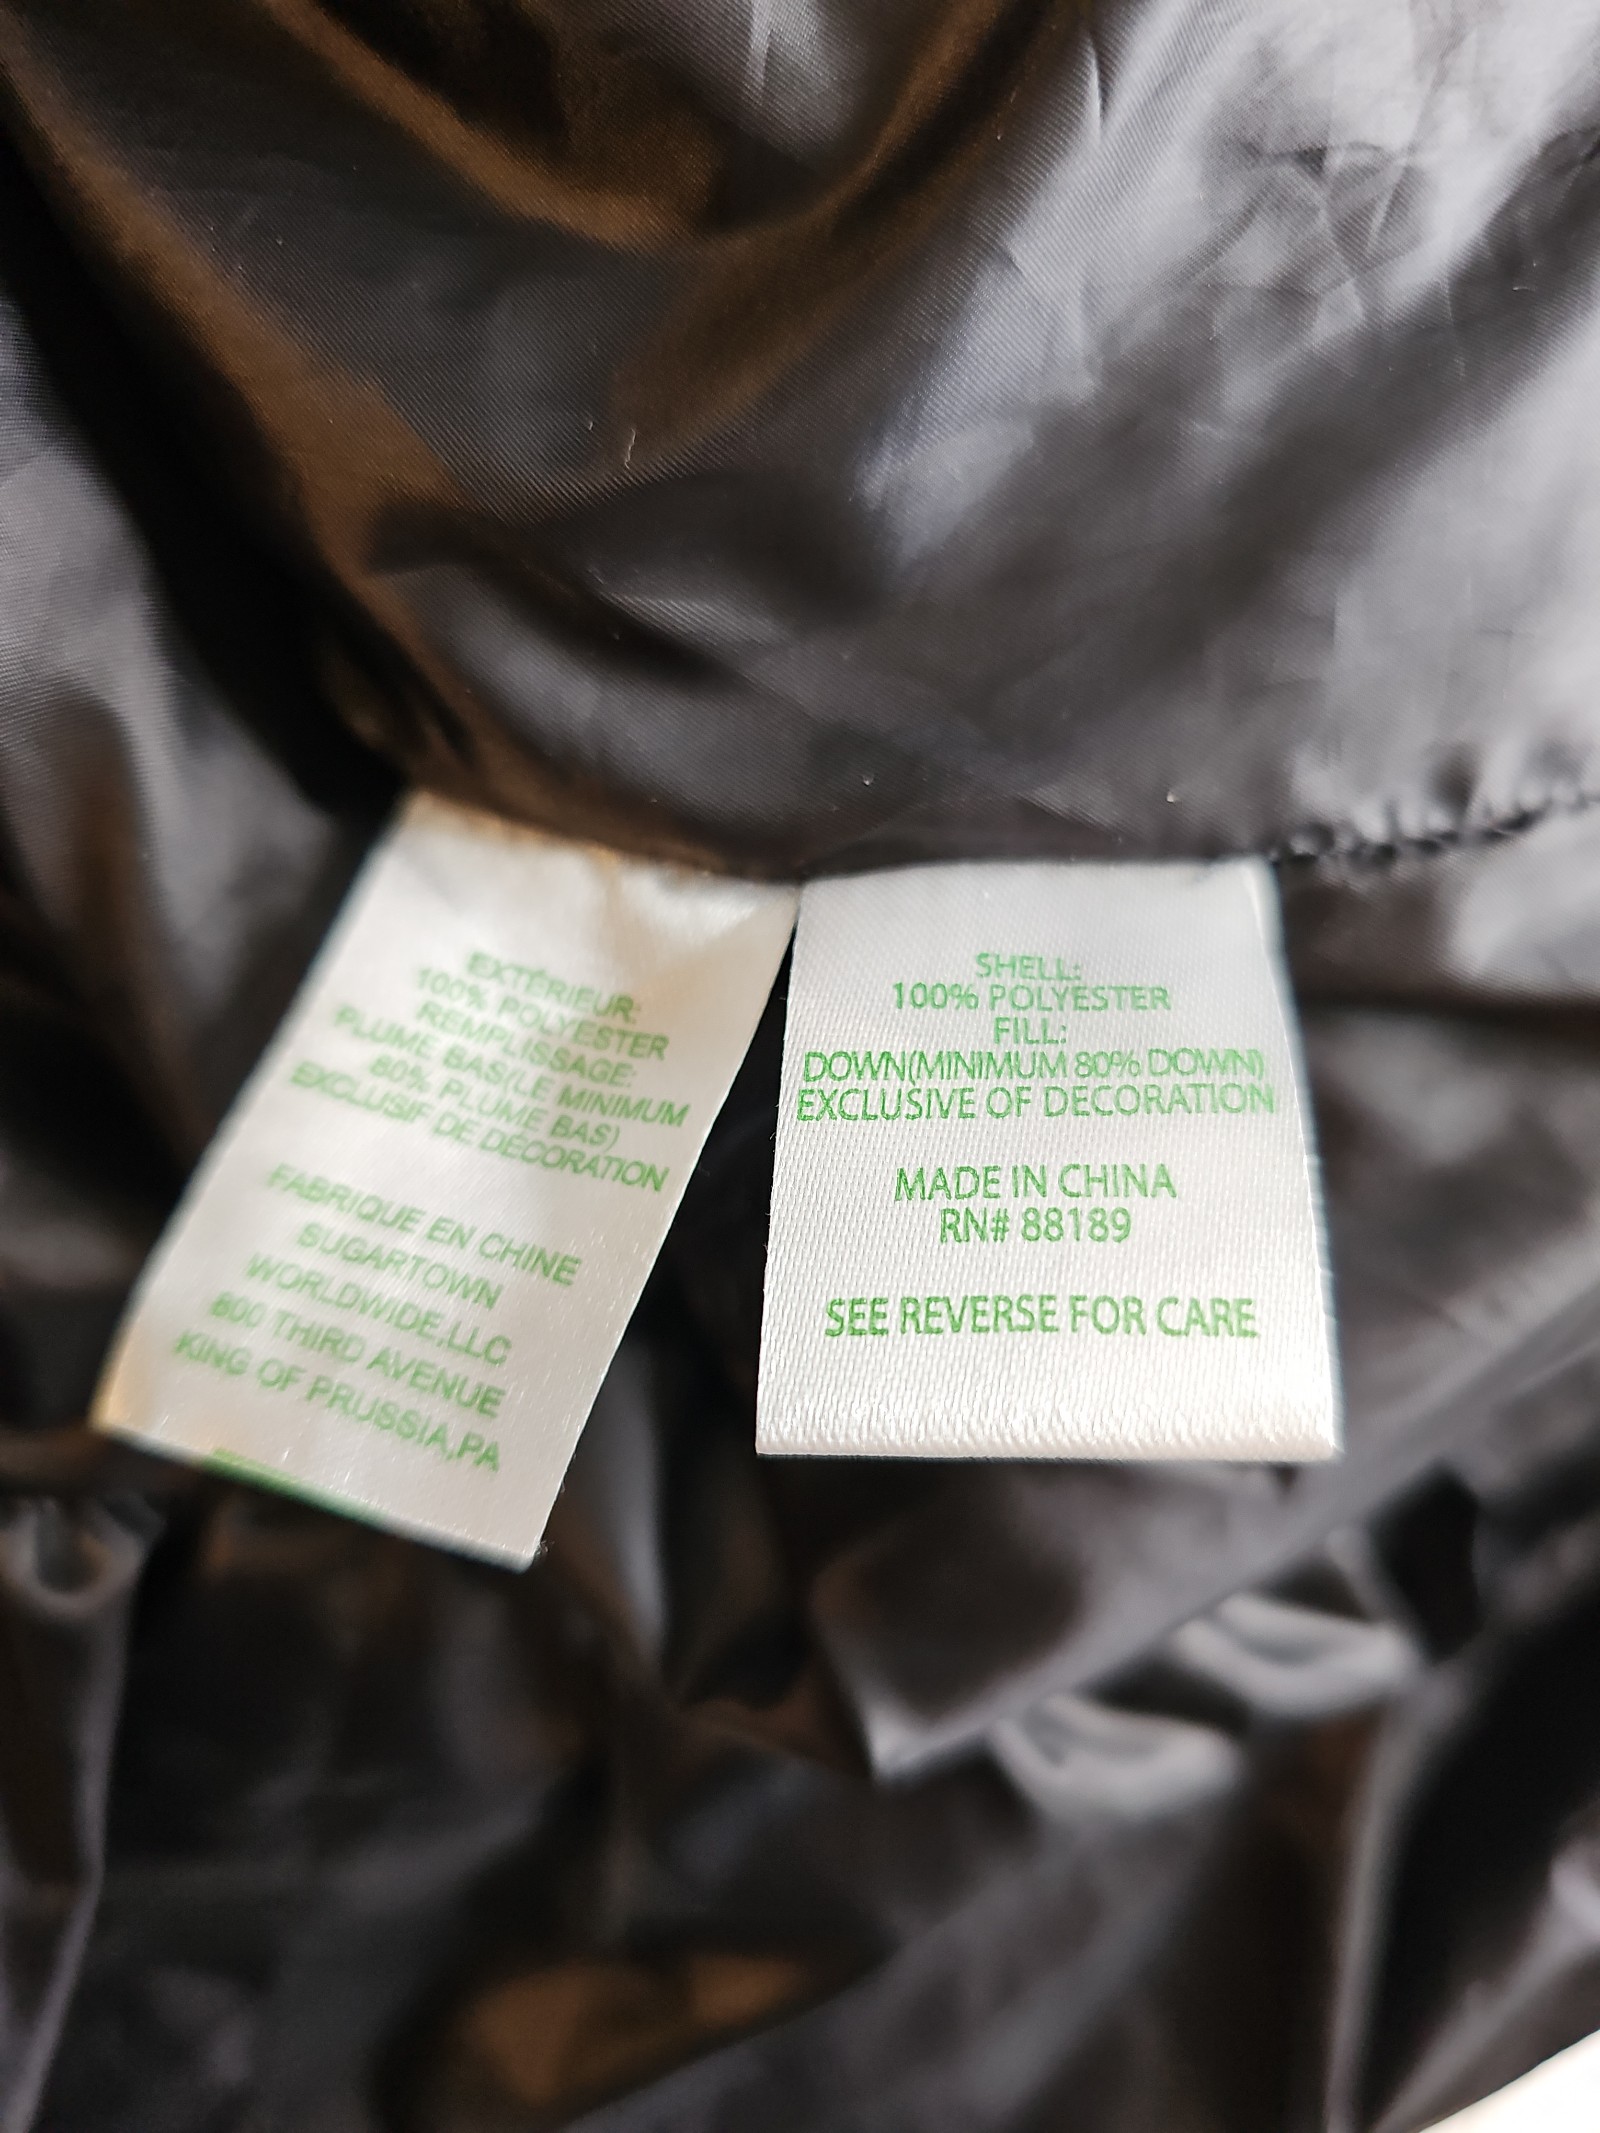 EXTÉRIEUR:
100% POLYESTER
REMPLISSAGE:
PLUME BAS(LE MINIMUM
80% PLUME BAS)
EXCLUSIF DE DÉCORATION
FABRIQUE EN CHINE
SUGARTOWN
WORLDWIDE,LLC
800 THIRD AVENUE
KING OF PRUSSIA,PA
SHELL:
100% POLYESTER
FILL:
DOWN(MINIMUM 80% DOWN)
EXCLUSIVE OF DECORATION
MADE IN CHINA
RN# 88189
SEE REVERSE FOR CARE